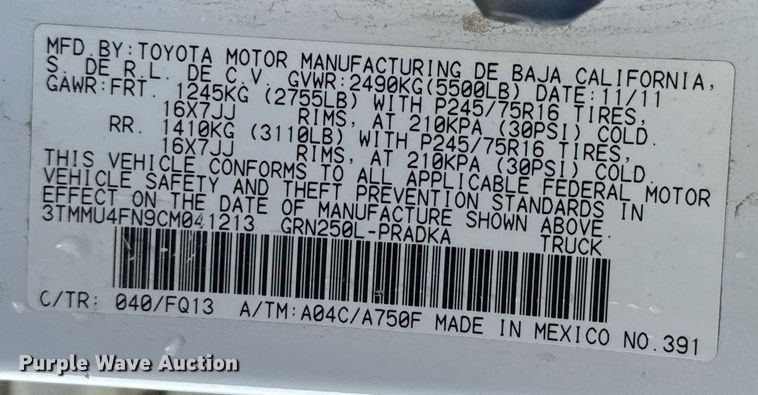 MFD.BY:TOYOTA MOTOR MANUFACTURING DE BAJA CALIFORNIA,
S. DE R.L. DE C.V. GVWR:2490KG(5500LB) DATE:11/11
GAWR:FRT. 1245KG (2755LB) WITH P245/75R16 TIRES,
16X7JJ RIMS, AT 210KPA (30PSI) COLD.
RR. 1410KG (3110LB) WITH P245/75R16 TIRES,
16X7JJ RIMS, AT 210KPA (30PSI) COLD.
THIS VEHICLE CONFORMS TO ALL APPLICABLE FEDERAL MOTOR
VEHICLE SAFETY AND THEFT PREVENTION STANDARDS IN
EFFECT ON THE DATE OF MANUFACTURE SHOWN ABOVE.
3TMMU4FN9CM041213 GRN250L-PRADKA TRUCK
C/TR: 040/FQ13 A/TM:A04C/A750F MADE IN MEXICO NO.391
Purple Wave Auction